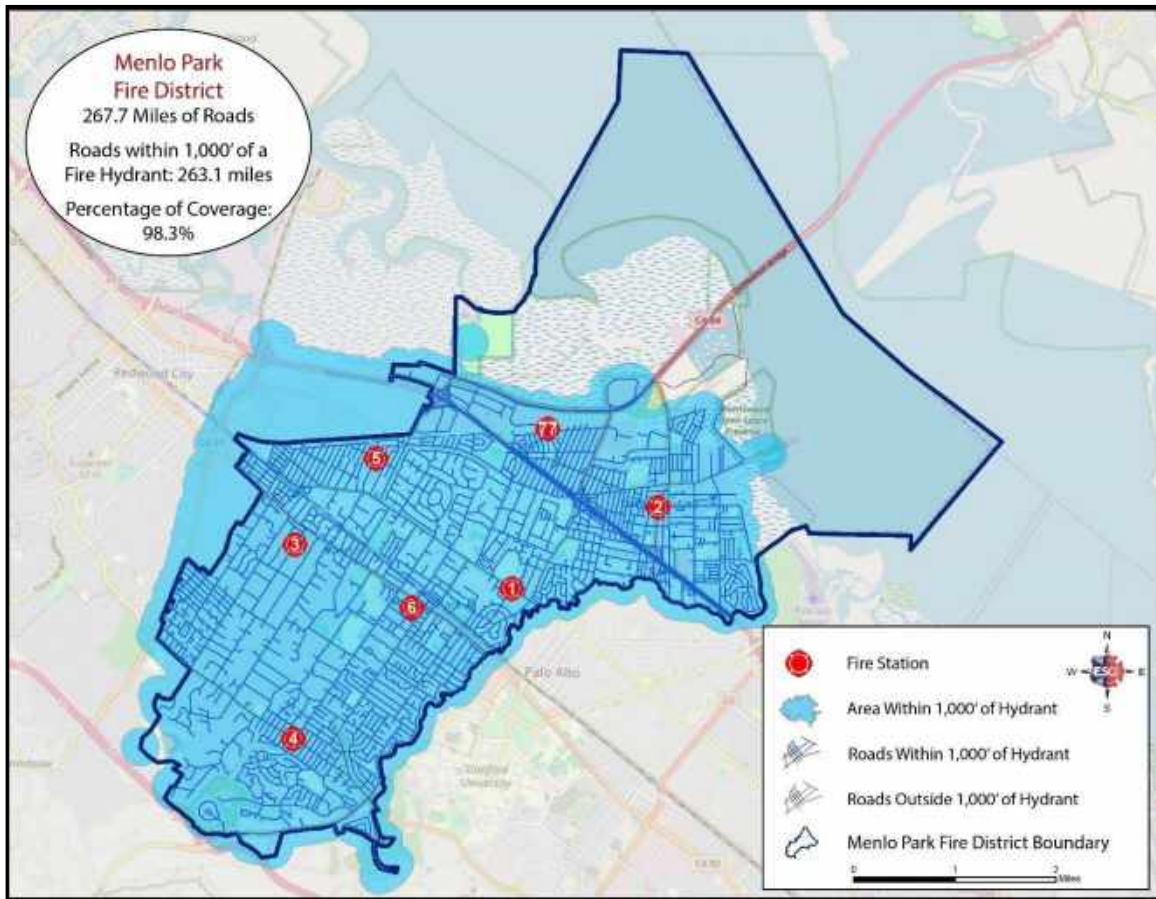 Menlo Park
Fire District
267.7 Miles of Roads
Roads within 1,000' of a
Fire Hydrant: 263.1 miles
Percentage of Coverage:
98.3%
Redwood City
77
5
2
3
1
6
4
Palo Alto
Stanford
University
Fire Station
Area Within 1,000' of Hydrant
Roads Within 1,000' of Hydrant
Roads Outside 1,000' of Hydrant
Menlo Park Fire District Boundary
N
W
ESCI
E
S
0
1
2
Miles